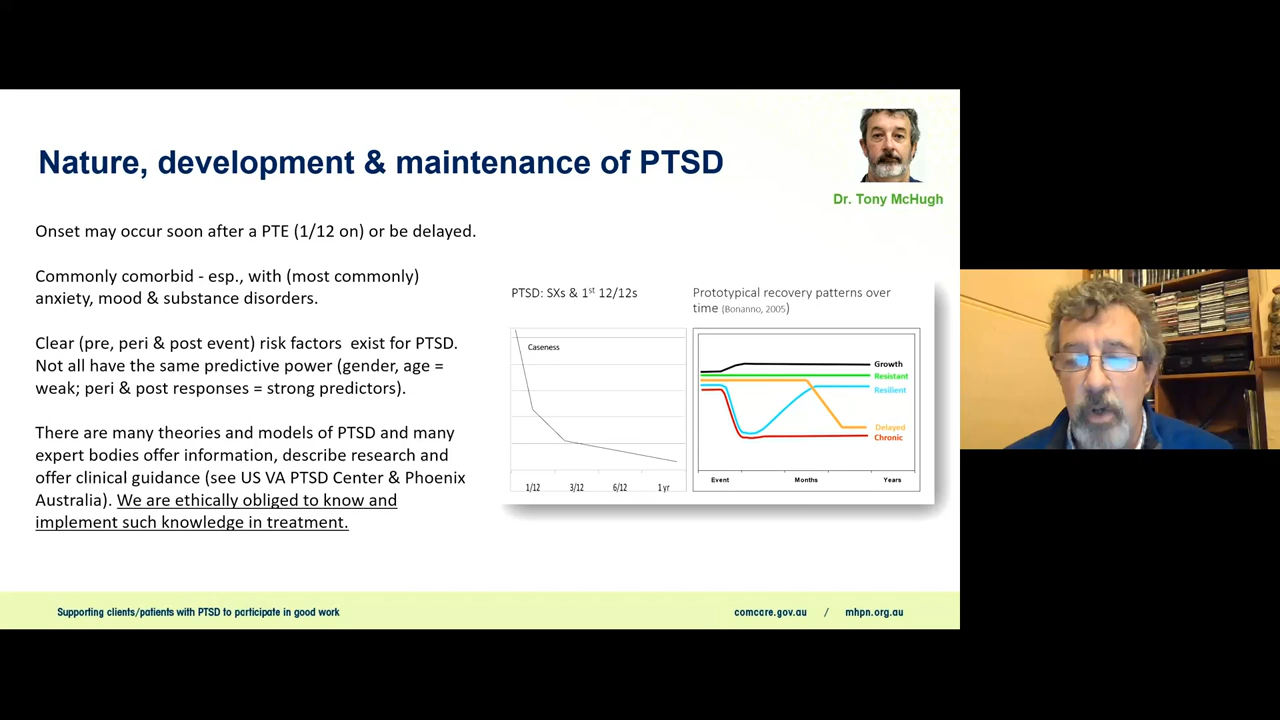 Nature, development & maintenance of PTSD
Dr. Tony McHugh
Onset may occur soon after a PTE (1/12 on) or be delayed.
Commonly comorbid - esp., with (most commonly)
anxiety, mood & substance disorders.
Clear (pre, peri & post event) risk factors exist for PTSD.
Not all have the same predictive power (gender, age =
weak; peri & post responses = strong predictors).
There are many theories and models of PTSD and many
expert bodies offer information, describe research and
offer clinical guidance (see US VA PTSD Center & Phoenix
Australia). We are ethically obliged to know and
implement such knowledge in treatment.
PTSD: SXs & 1st 12/12s
Caseness
1/12 3/12 6/12 1 yr
Prototypical recovery patterns over
time (Bonanno, 2005)
Growth
Resistant
Resilient
Delayed
Chronic
Event Months Years
Supporting clients/patients with PTSD to participate in good work
comcare.gov.au / mhpn.org.au